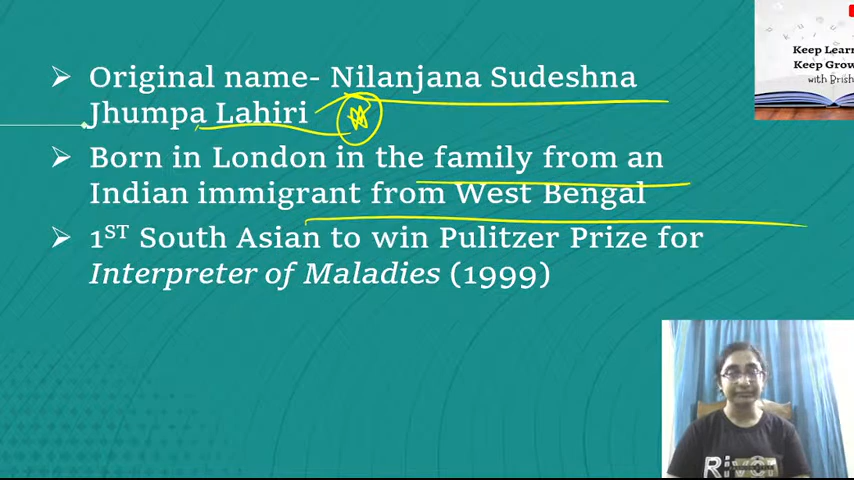 ➢ Original name- Nilanjana Sudeshna
Jhumpa Lahiri
➢ Born in London in the family from an
Indian immigrant from West Bengal
➢ 1ST South Asian to win Pulitzer Prize for
Interpreter of Maladies (1999)
Keep Learn
Keep Grow
with Brish